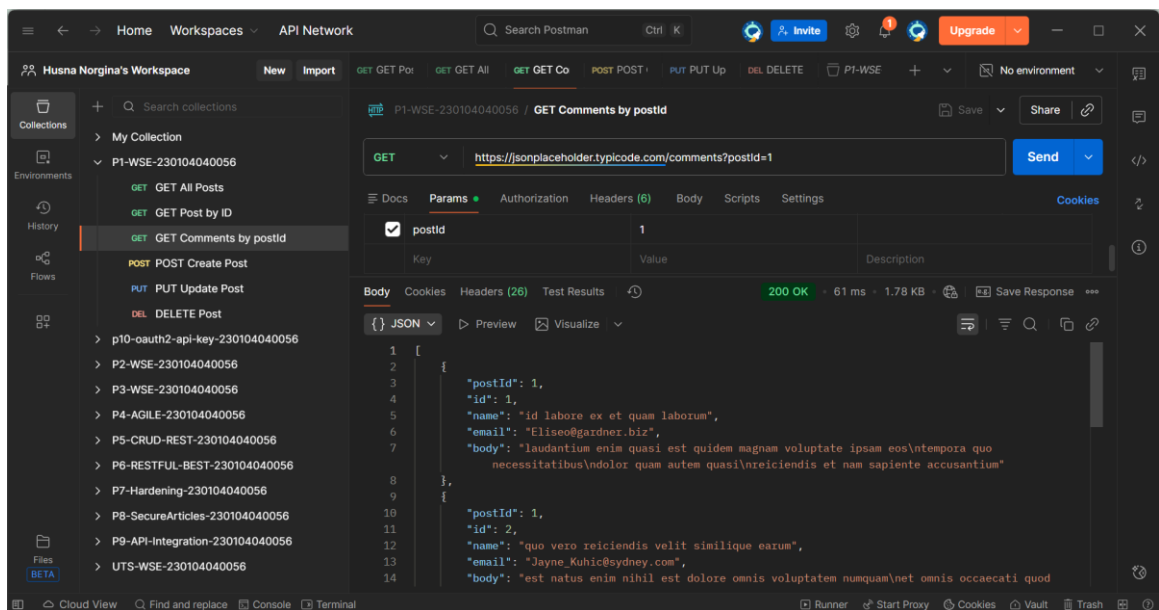 Home Workspaces API Network Search Postman Ctrl K Invite 1 Upgrade
Husna Norgina's Workspace New Import GET GET Pos GET GET All GET GET Co POST POST PUT PUT Up DEL DELETE P1-WSE No environment
Collections
Environments
History
Flows
Files
BETA
Search collections
My Collection
P1-WSE-230104040056
GET GET All Posts
GET GET Post by ID
GET GET Comments by postId
POST POST Create Post
PUT PUT Update Post
DEL DELETE Post
p10-oauth2-api-key-230104040056
P2-WSE-230104040056
P3-WSE-230104040056
P4-AGILE-230104040056
P5-CRUD-REST-230104040056
P6-RESTFUL-BEST-230104040056
P7-Hardening-230104040056
P8-SecureArticles-230104040056
P9-API-Integration-230104040056
UTS-WSE-230104040056
HTTP P1-WSE-230104040056 / GET Comments by postId Save Share
GET https://jsonplaceholder.typicode.com/comments?postId=1 Send
Docs Params Authorization Headers (6) Body Scripts Settings Cookies
postId 1
Key Value Description
Body Cookies Headers (26) Test Results 200 OK 61 ms 1.78 KB e.g. Save Response
{} JSON Preview Visualize
1 [
2 {
3 "postId": 1,
4 "id": 1,
5 "name": "id labore ex et quam laborum",
6 "email": "Eliseo@gardner.biz",
7 "body": "laudantium enim quasi est quidem magnam voluptate ipsam eos\ntempora quo
necessitatibus\ndolor quam autem quasi\nreiciendis et nam sapiente accusantium"
8 },
9 {
10 "postId": 1,
11 "id": 2,
12 "name": "quo vero reiciendis velit similique earum",
13 "email": "Jayne_Kuhic@sydney.com",
14 "body": "est natus enim nihil est dolore omnis voluptatem numquam\net omnis occaecati quod
Cloud View Find and replace Console Terminal Runner Start Proxy Cookies Vault Trash